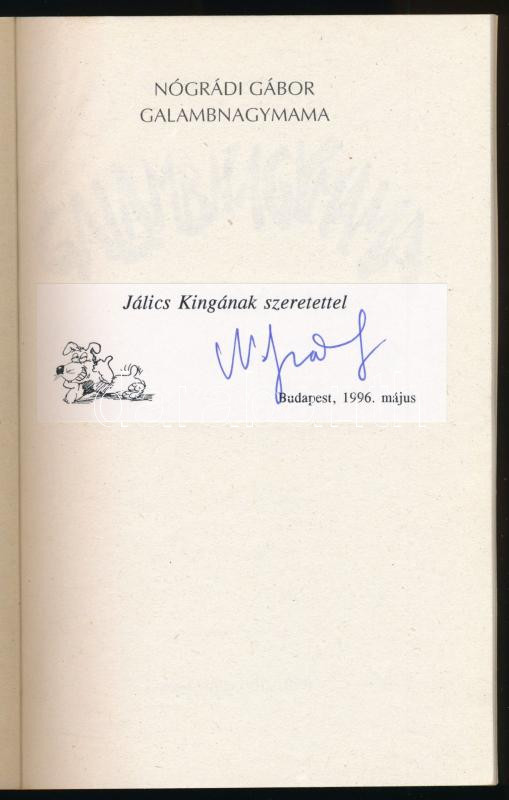 NÓGRÁDI GÁBOR
GALAMBNAGYMAMA
Jálics Kingának szeretettel
Budapest, 1996. május